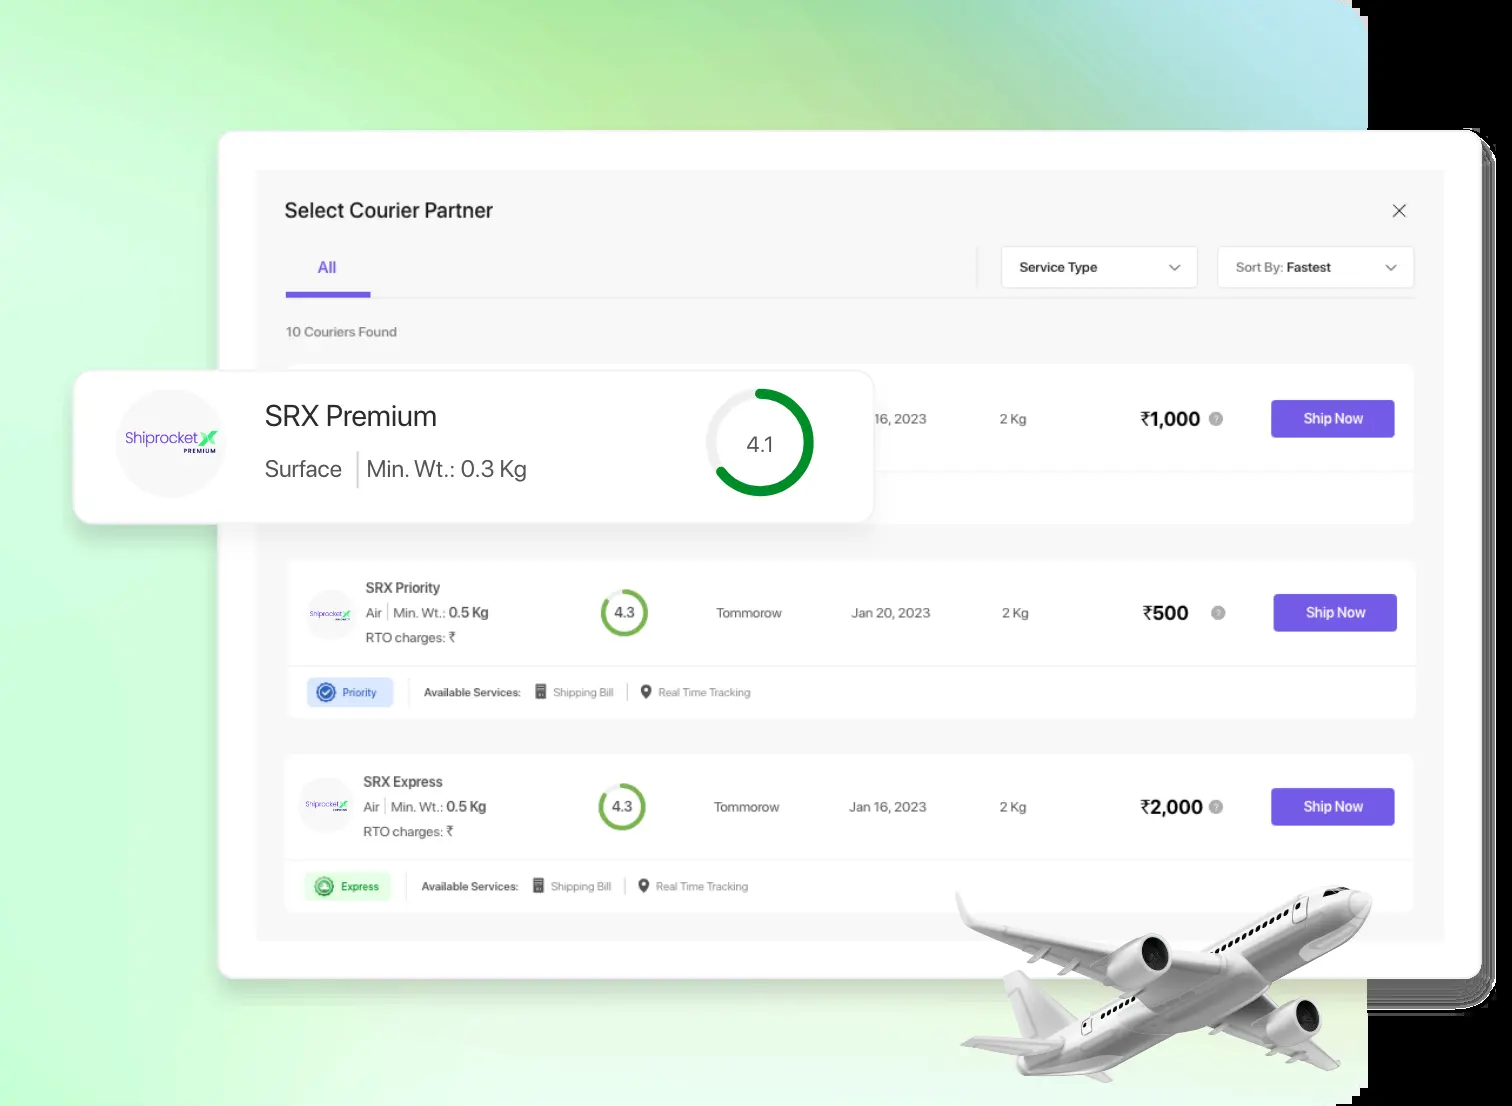 Select Courier Partner
All
Service Type
Sort By: Fastest
10 Couriers Found
ShiprocketX
PREMIUM
SRX Premium
Surface | Min. Wt.: 0.3 Kg
4.1
16, 2023
2 Kg
₹1,000
?
Ship Now
SRX Priority
Shiprocket X
Air | Min. Wt.: 0.5 Kg
RTO charges: ₹
4.3
Tommorow
Jan 20, 2023
2 Kg
₹500
?
Ship Now
Priority
Available Services:
Shipping Bill
Real Time Tracking
SRX Express
Shiprocket X
Air | Min. Wt.: 0.5 Kg
RTO charges: ₹
4.3
Tommorow
Jan 16, 2023
2 Kg
₹2,000
?
Ship Now
Express
Available Services:
Shipping Bill
Real Time Tracking